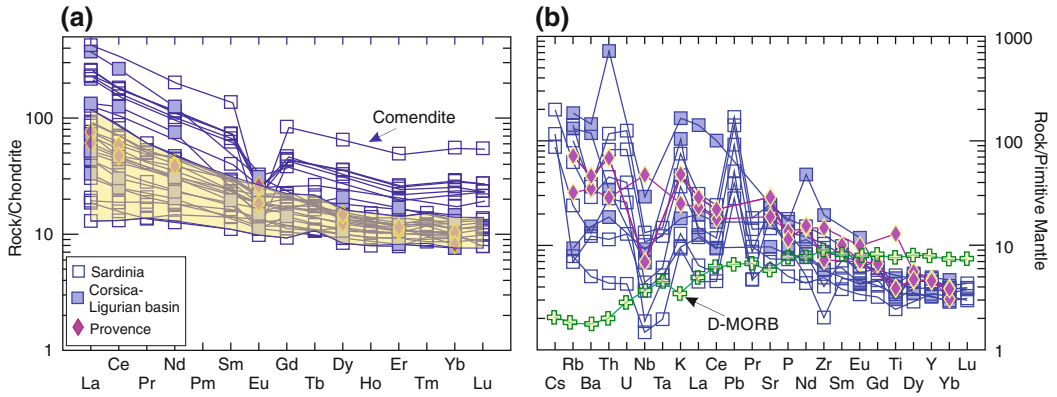 (a)
(b)
Rock/Chondrite
100
10
1
Comendite
Sardinia
Corsica-
Ligurian basin
Provence
Ce Nd Sm Gd Dy Er Yb
La Pr Pm Eu Tb Ho Tm Lu
1000
100
10
1
Rock/Primitive Mantle
D-MORB
Rb Th Nb K Ce Pr P Zr Eu Ti Y Lu
Cs Ba U Ta La Pb Sr Nd Sm Gd Dy Yb